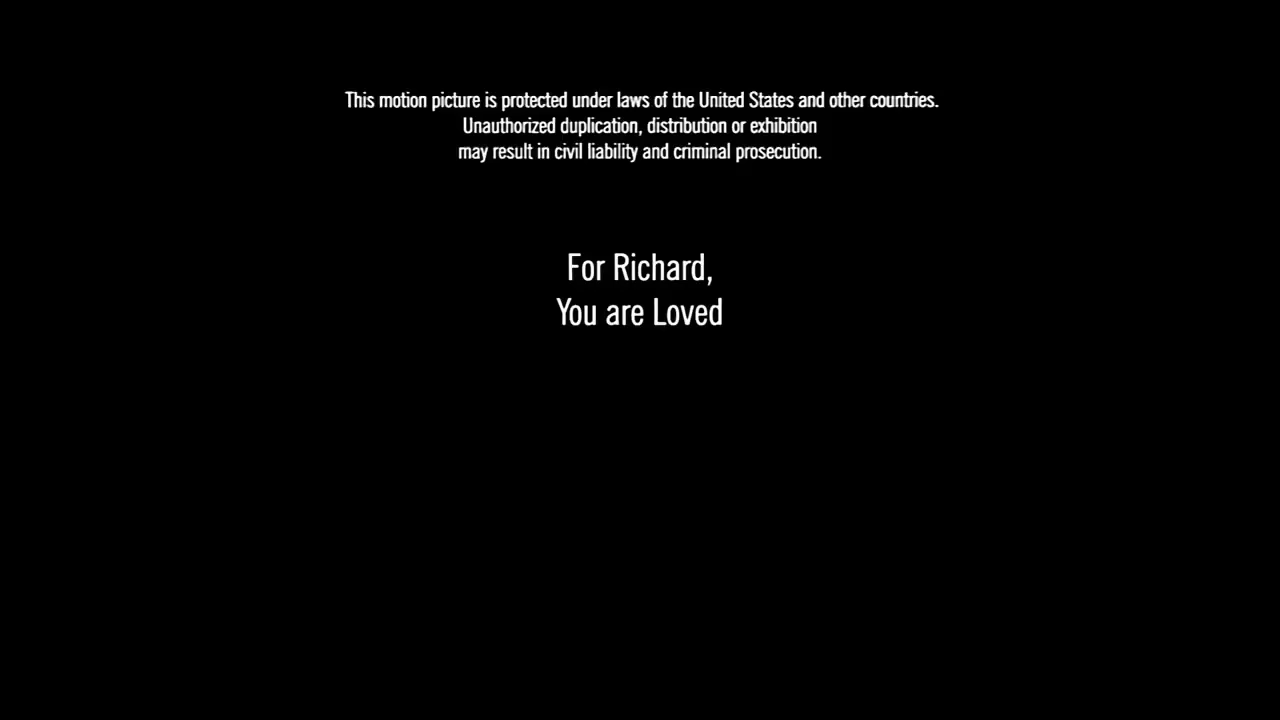 This motion picture is protected under laws of the United States and other countries.
Unauthorized duplication, distribution or exhibition
may result in civil liability and criminal prosecution.
For Richard,
You are Loved